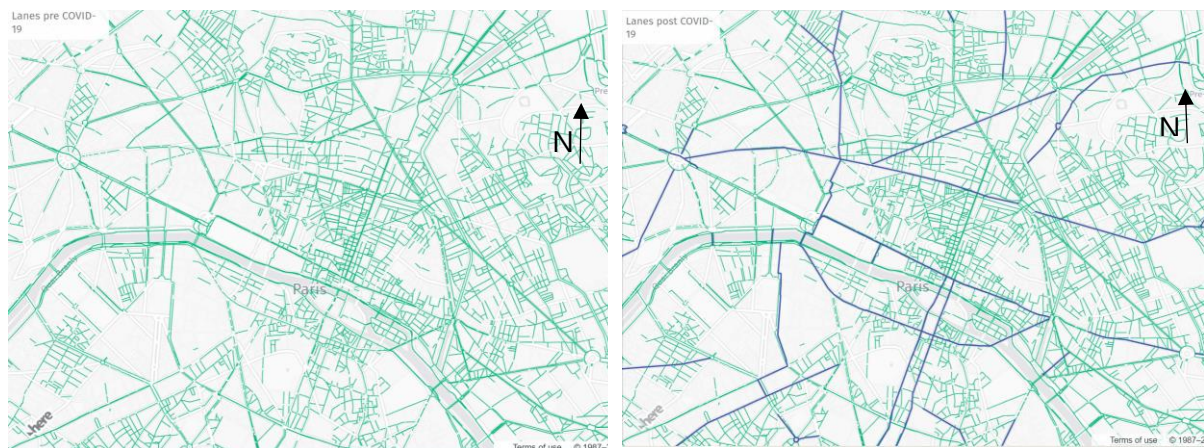 Lanes pre COVID-
19
N
Paris
here
Terms of use © 1987–
Lanes post COVID-
19
Pre
N
Paris
here
Terms of use © 1987